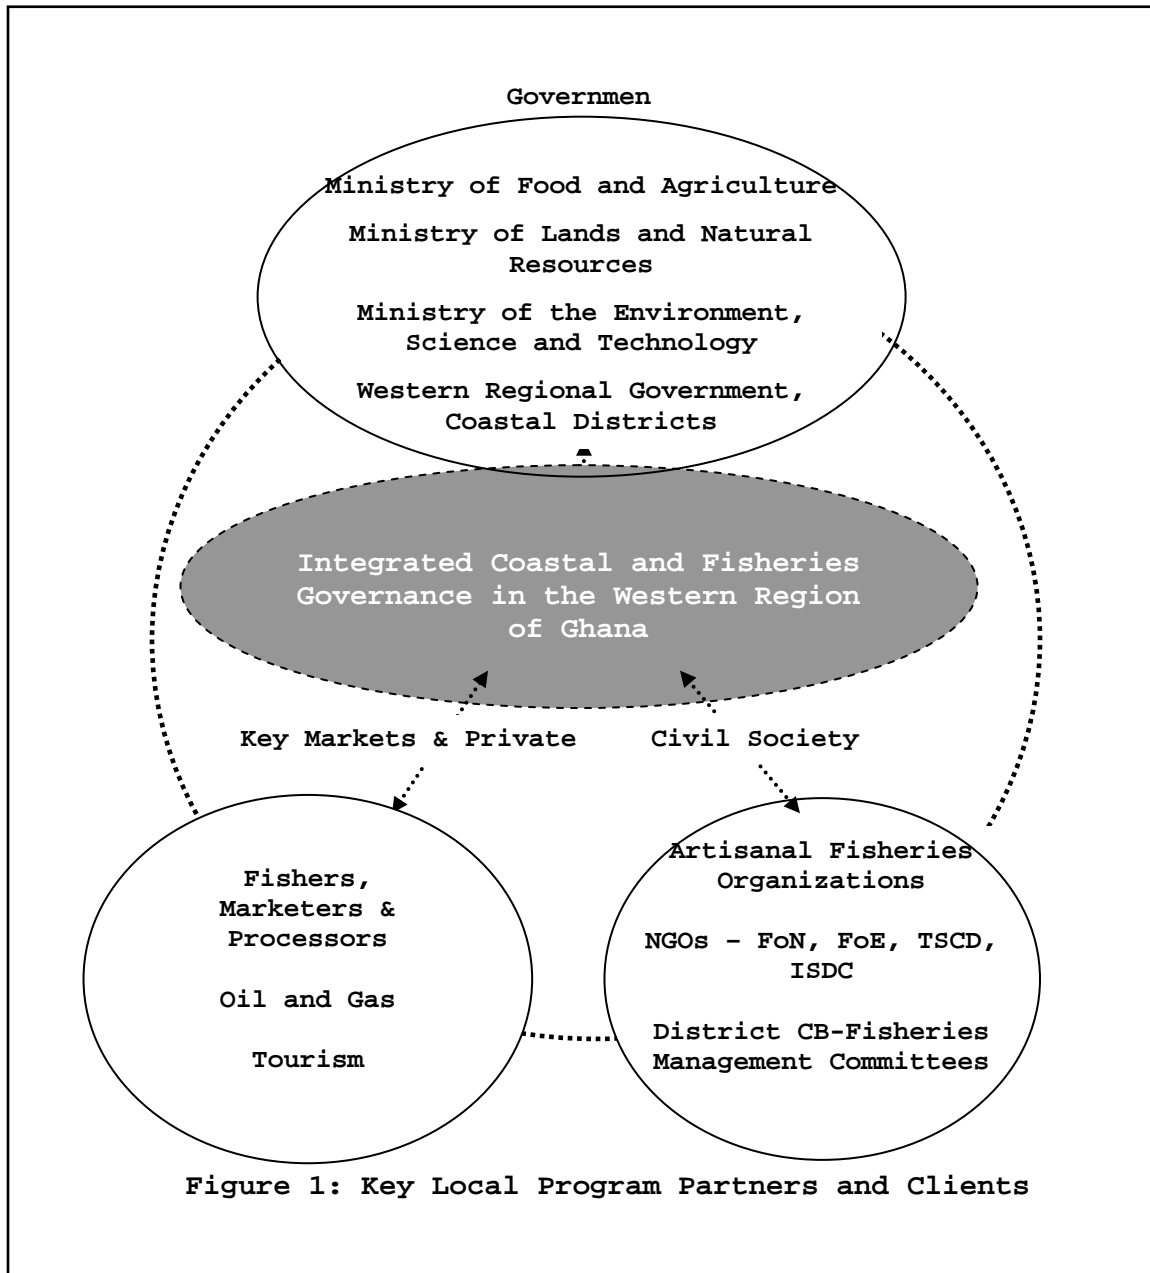 Governmen
Ministry of Food and Agriculture
Ministry of Lands and Natural
Resources
Ministry of the Environment,
Science and Technology
Western Regional Government,
Coastal Districts
Integrated Coastal and Fisheries
Governance in the Western Region
of Ghana
Key Markets & Private
Civil Society
Fishers,
Marketers &
Processors
Oil and Gas
Tourism
Artisanal Fisheries
Organizations
NGOs – FoN, FoE, TSCD,
ISDC
District CB-Fisheries
Management Committees
Figure 1: Key Local Program Partners and Clients